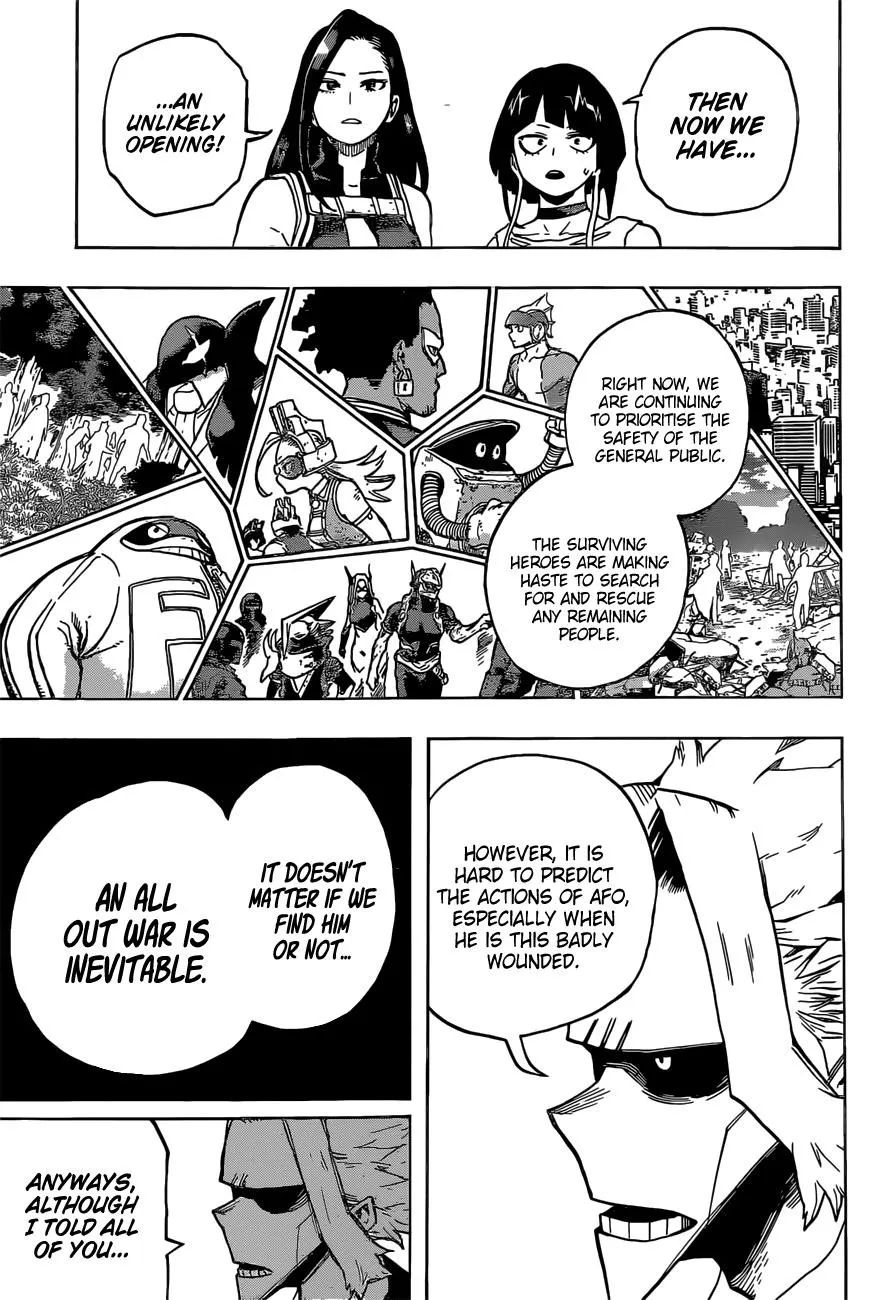 THEN
NOW WE
HAVE...
...AN
UNLIKELY
OPENING!
RIGHT NOW, WE
ARE CONTINUING
TO PRIORITISE THE
SAFETY OF THE
GENERAL PUBLIC.
THE SURVIVING
HEROES ARE MAKING
HASTE TO SEARCH
FOR AND RESCUE
ANY REMAINING
PEOPLE.
F
HOWEVER, IT IS
HARD TO PREDICT
THE ACTIONS OF AFO,
ESPECIALLY WHEN
HE IS THIS BADLY
WOUNDED.
IT DOESN'T
MATTER IF WE
FIND HIM
OR NOT...
AN ALL
OUT WAR IS
INEVITABLE.
ANYWAYS,
ALTHOUGH
I TOLD ALL
OF YOU...